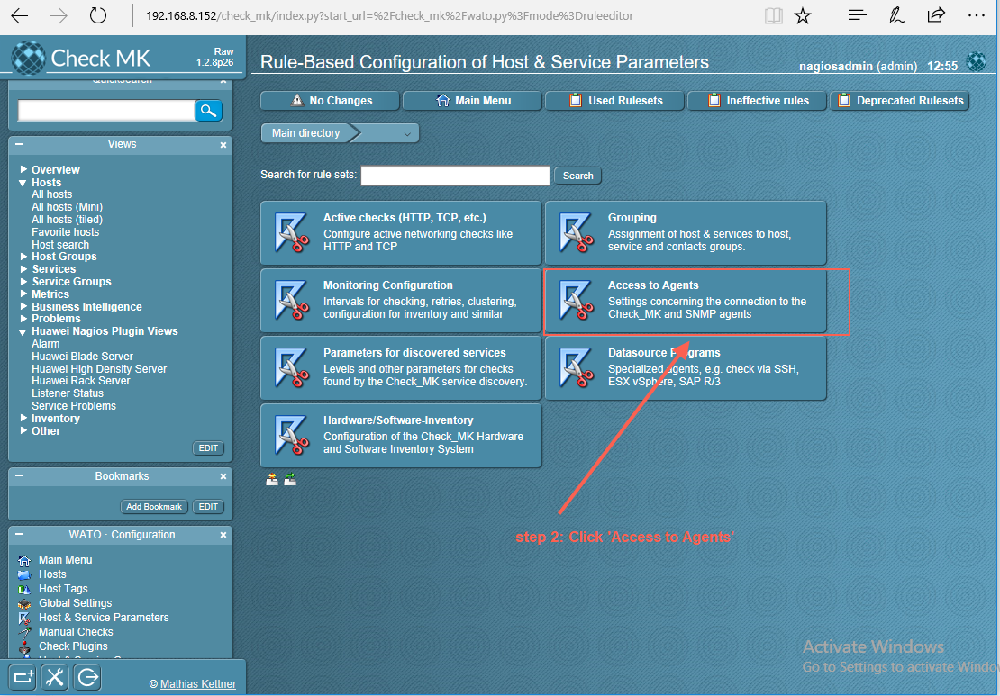 192.168.8.152/check_mk/index.py?start_url=%2Fcheck_mk%2Fwato.py%3Fmode%3Druleeditor
Check MK
Raw
1.2.8p26
Quicksearch
Views
Overview
Hosts
All hosts
All hosts (Mini)
All hosts (tiled)
Favorite hosts
Host search
Host Groups
Services
Service Groups
Metrics
Business Intelligence
Problems
Huawei Nagios Plugin Views
Alarm
Huawei Blade Server
Huawei High Density Server
Huawei Rack Server
Listener Status
Service Problems
Inventory
Other
EDIT
Bookmarks
Add Bookmark EDIT
WATO · Configuration
Main Menu
Hosts
Host Tags
Global Settings
Host & Service Parameters
Manual Checks
Check Plugins
© Mathias Kettner
Rule-Based Configuration of Host & Service Parameters
nagiosadmin (admin) 12:55
No Changes Main Menu Used Rulesets Ineffective rules Deprecated Rulesets
Main directory
Search for rule sets: Search
Active checks (HTTP, TCP, etc.)
Configure active networking checks like
HTTP and TCP
Grouping
Assignment of host & services to host,
service and contacts groups.
Monitoring Configuration
Intervals for checking, retries, clustering,
configuration for inventory and similar
Access to Agents
Settings concerning the connection to the
Check_MK and SNMP agents
Parameters for discovered services
Levels and other parameters for checks
found by the Check_MK service discovery.
Datasource Programs
Specialized agents, e.g. check via SSH,
ESX vSphere, SAP R/3
Hardware/Software-Inventory
Configuration of the Check_MK Hardware
and Software Inventory System
step 2: Click 'Access to Agents'
Activate Windows
Go to Settings to activate Windo